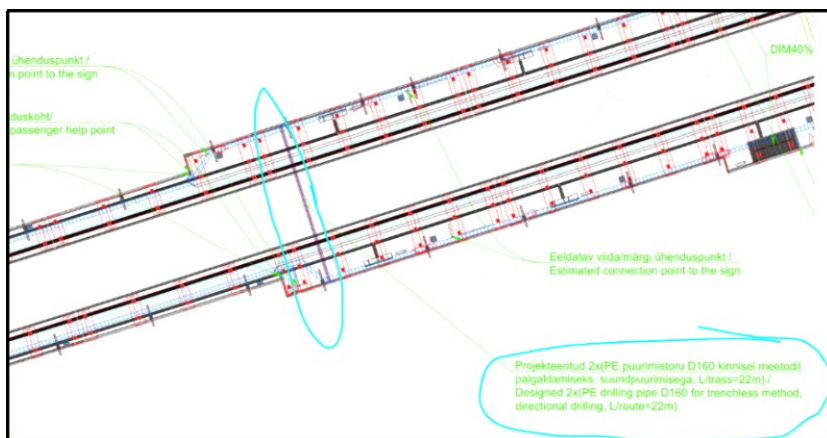 ühenduspunkt /
n point to the sign
DIM40%
duskoht/
passenger help point
Eeldatav viida/märgi ühenduspunkt /
Estimated connection point to the sign
Projekteeritud 2x(PE puurimistoru D160 kinnisel meetodil
paigaldamiseks, suundpuurimisega, L/trass=22m)./
Designed 2x(PE drilling pipe D160 for trenchless method,
directional drilling, L/route=22m).